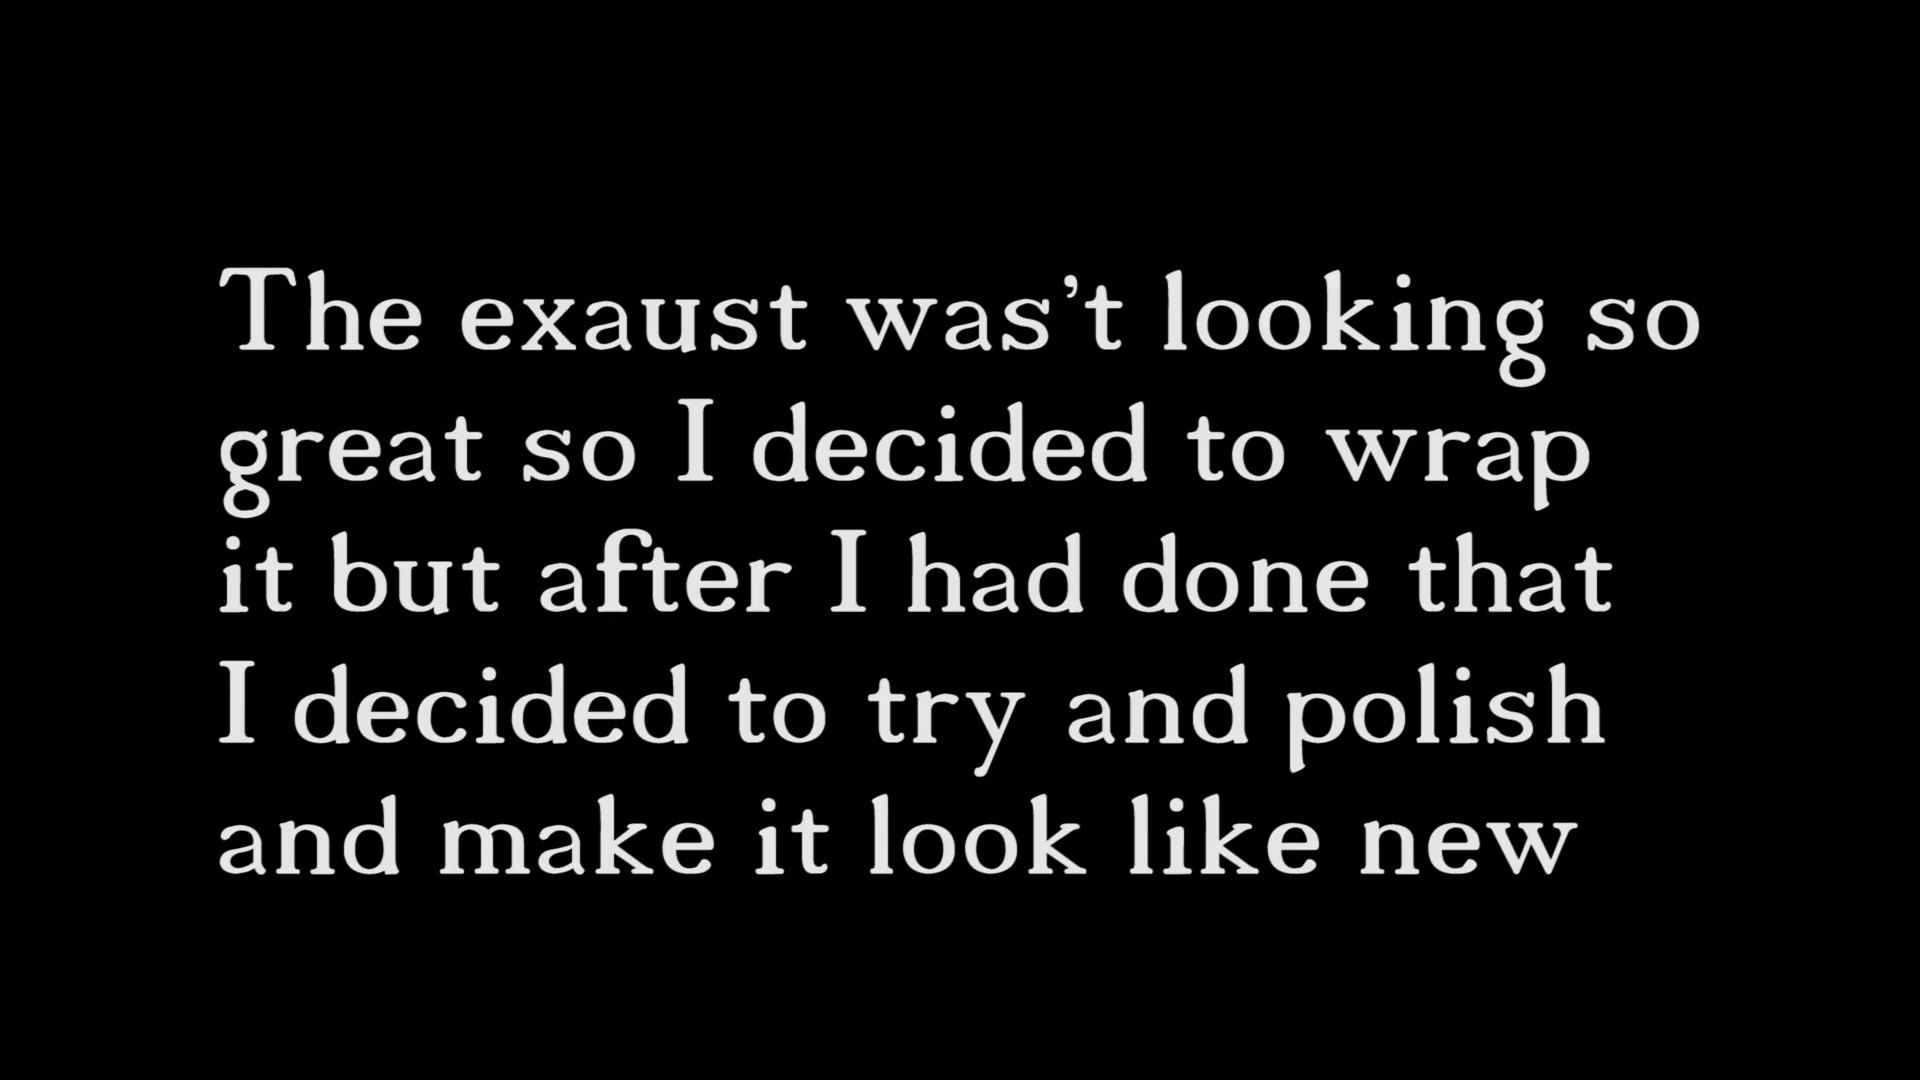 The exaust was't looking so
great so I decided to wrap
it but after I had done that
I decided to try and polish
and make it look like new